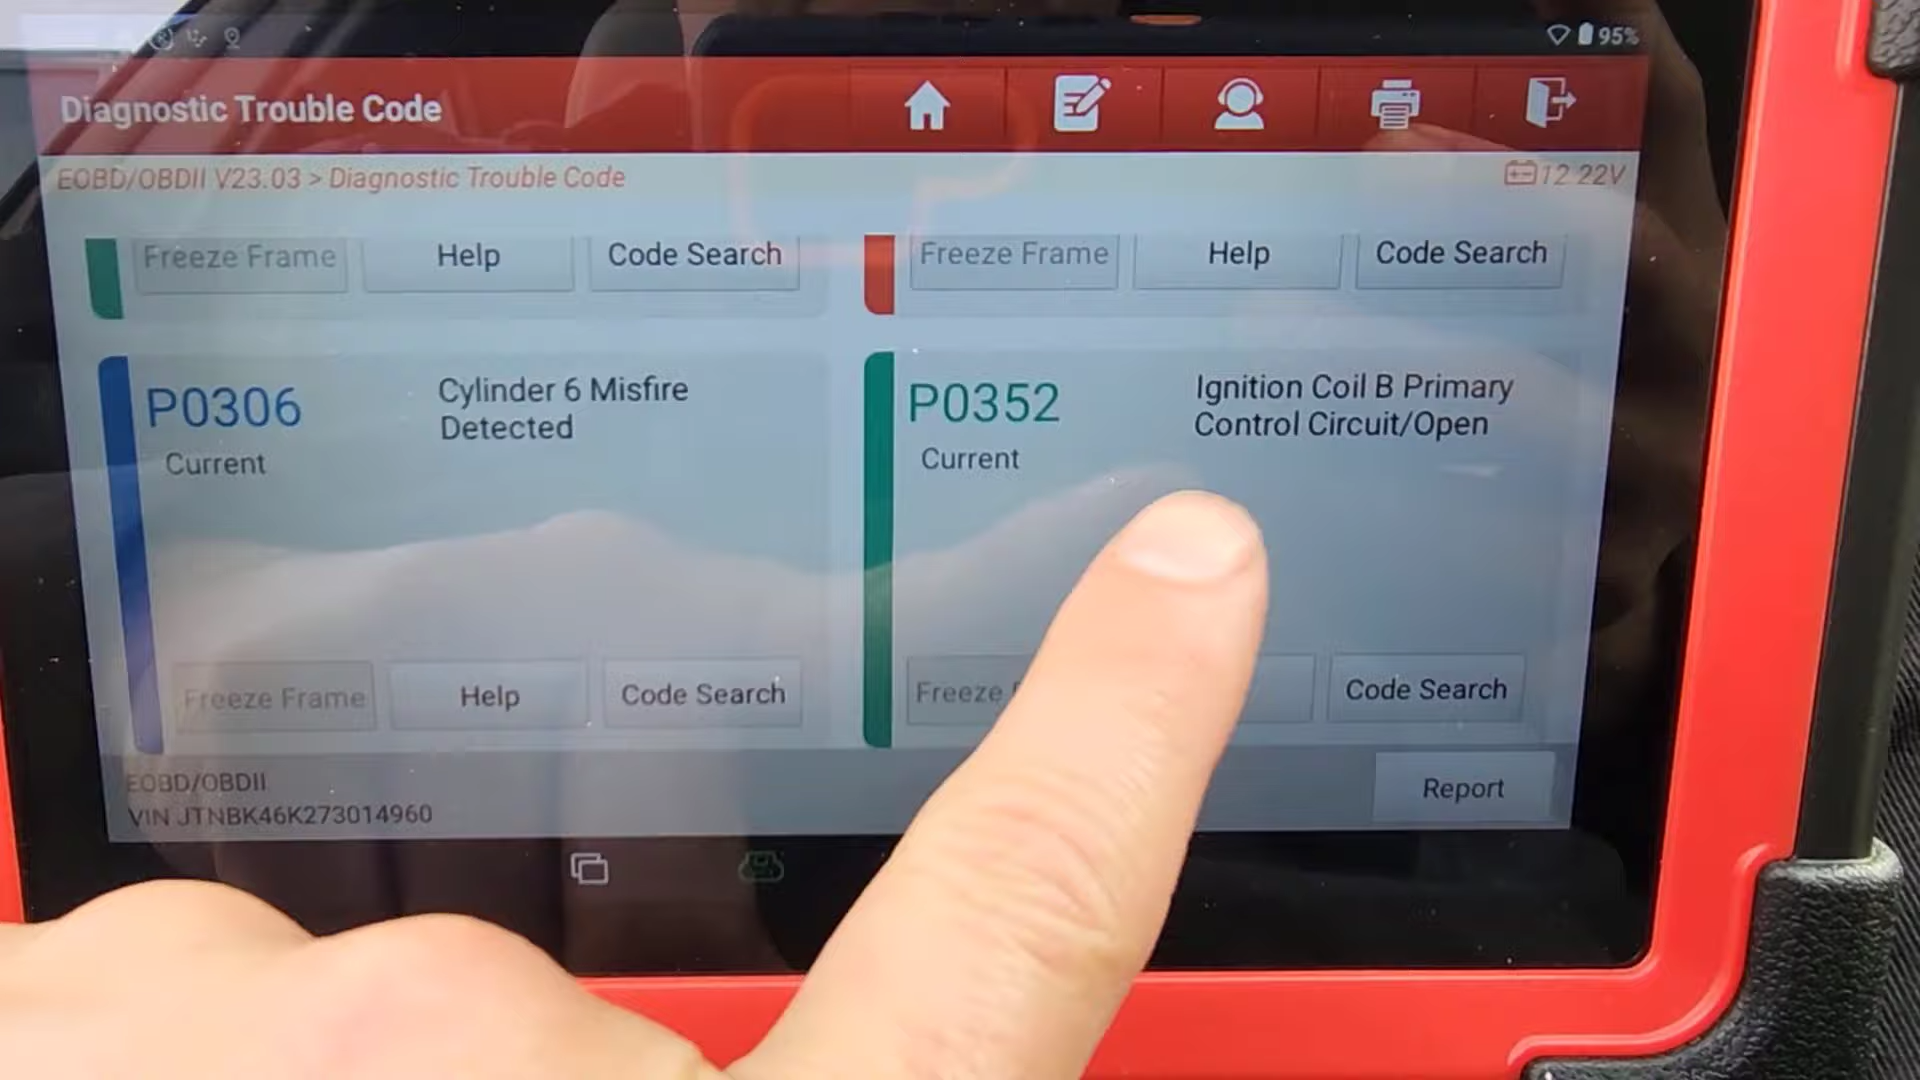 95%
Diagnostic Trouble Code
EOBD/OBDII V23.03 > Diagnostic Trouble Code
12.22V
Freeze Frame Help Code Search
Freeze Frame Help Code Search
P0306 Cylinder 6 Misfire
Detected
Current
P0352 Ignition Coil B Primary
Control Circuit/Open
Current
Freeze Frame Help Code Search
Freeze Code Search
EOBD/OBDII
VIN JTNBK46K273014960
Report